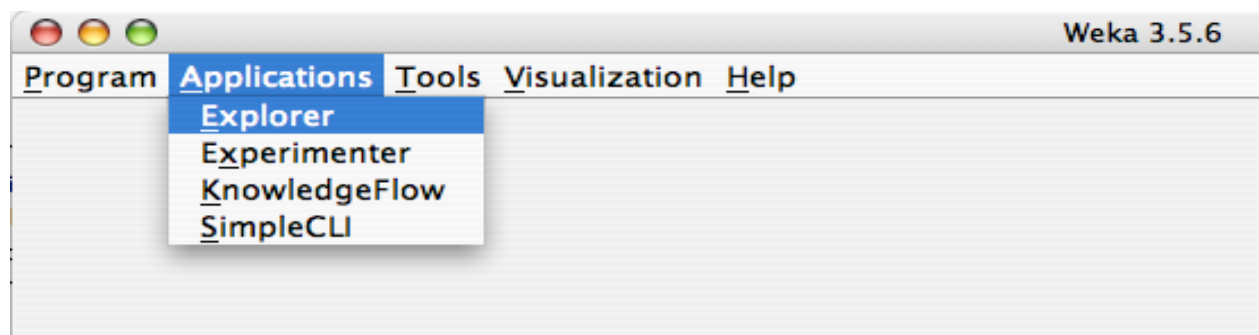 Weka 3.5.6
Program Applications Tools Visualization Help
Explorer
Experimenter
KnowledgeFlow
SimpleCLI